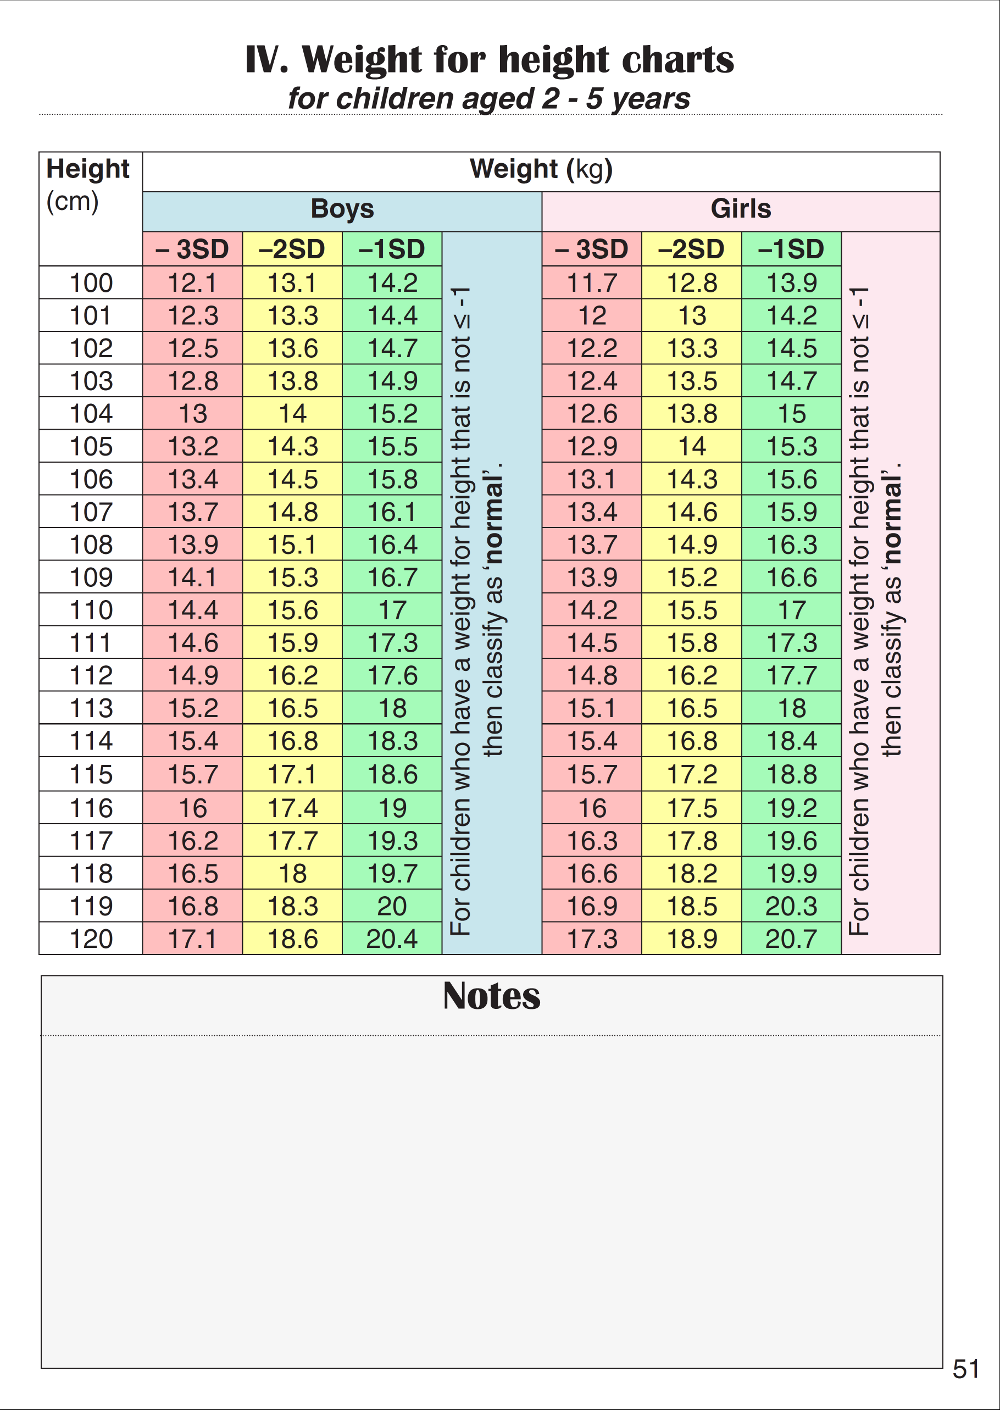 IV. Weight for height charts
for children aged 2 - 5 years
Height (cm) Weight (kg)
Boys Girls
– 3SD –2SD –1SD – 3SD –2SD –1SD
100 12.1 13.1 14.2 11.7 12.8 13.9
101 12.3 13.3 14.4 12 13 14.2
102 12.5 13.6 14.7 12.2 13.3 14.5
103 12.8 13.8 14.9 12.4 13.5 14.7
104 13 14 15.2 12.6 13.8 15
105 13.2 14.3 15.5 12.9 14 15.3
106 13.4 14.5 15.8 13.1 14.3 15.6
107 13.7 14.8 16.1 13.4 14.6 15.9
108 13.9 15.1 16.4 13.7 14.9 16.3
109 14.1 15.3 16.7 13.9 15.2 16.6
110 14.4 15.6 17 14.2 15.5 17
111 14.6 15.9 17.3 14.5 15.8 17.3
112 14.9 16.2 17.6 14.8 16.2 17.7
113 15.2 16.5 18 15.1 16.5 18
114 15.4 16.8 18.3 15.4 16.8 18.4
115 15.7 17.1 18.6 15.7 17.2 18.8
116 16 17.4 19 16 17.5 19.2
117 16.2 17.7 19.3 16.3 17.8 19.6
118 16.5 18 19.7 16.6 18.2 19.9
119 16.8 18.3 20 16.9 18.5 20.3
120 17.1 18.6 20.4 17.3 18.9 20.7
For children who have a weight for height that is not ≤ -1
then classify as ‘normal’.
For children who have a weight for height that is not ≤ -1
then classify as ‘normal’.
Notes
51